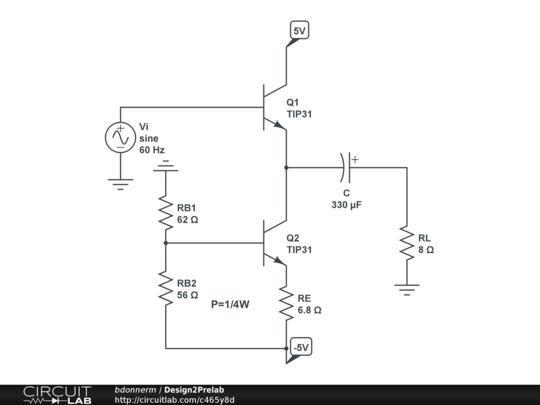 5V
Q1
TIP31
Vi
sine
60 Hz
+
C
330 µF
RB1
62 Ω
Q2
TIP31
RL
8 Ω
RB2
56 Ω
P=1/4W
RE
6.8 Ω
-5V
CIRCUIT
LAB
bdonnerm / Design2Prelab
http://circuitlab.com/c465y8d